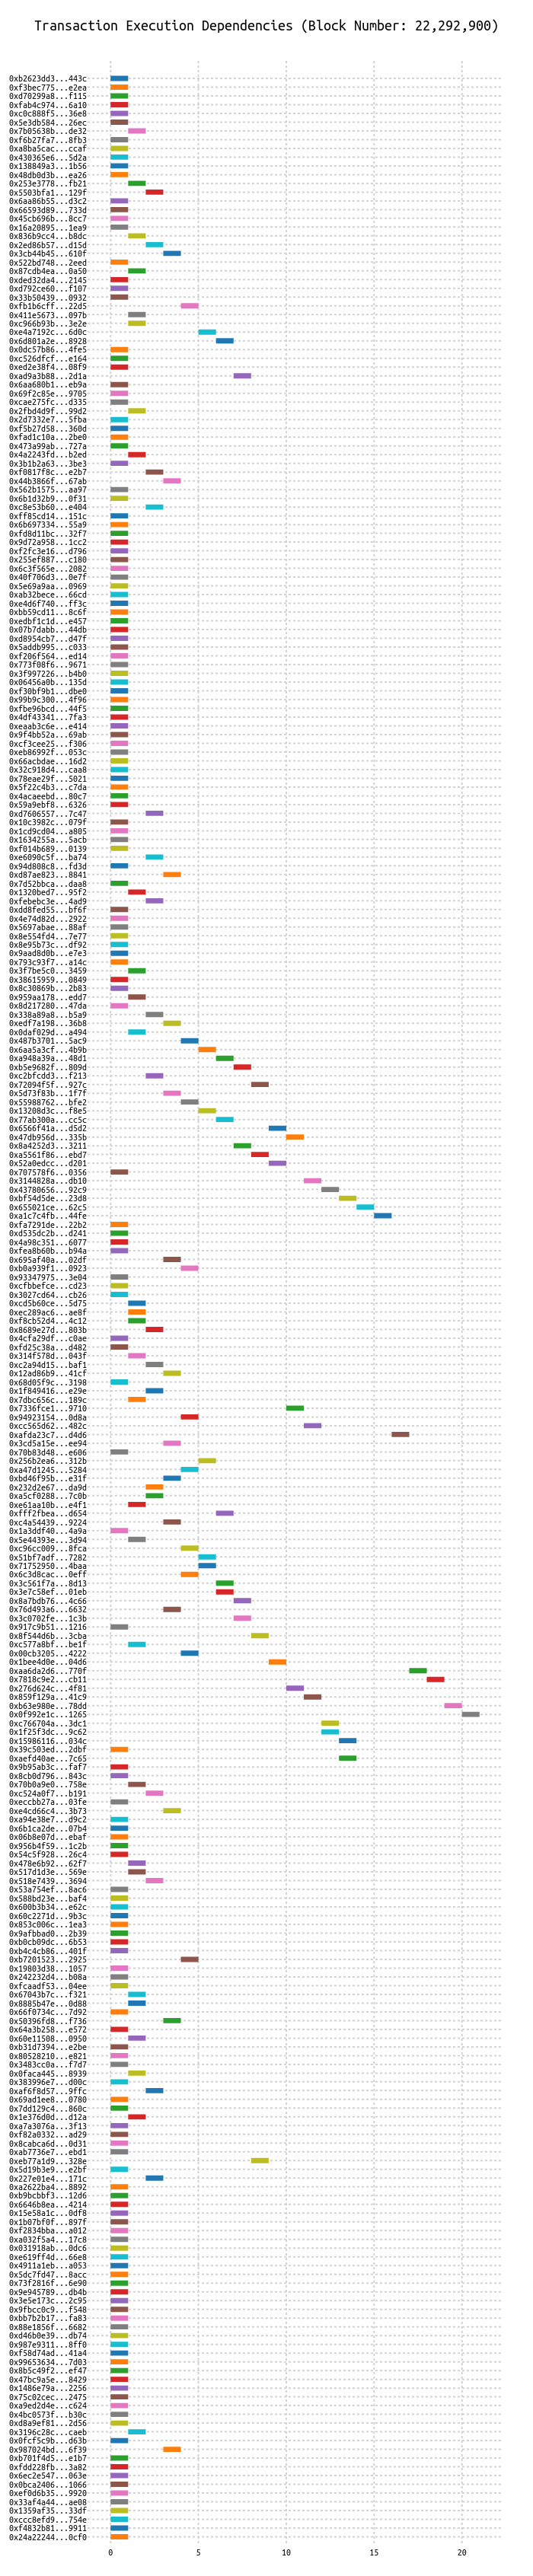 Transaction Execution Dependencies (Block Number: 22,292,900)
0xb2623dd3...443c
0xf3bec775...e2ea
0xd70299a8...f115
0xfab4c974...6a10
0xc0c888f5...36e8
0x5e3db584...26ec
0x7b05638b...de32
0xf6b27fa7...8fb3
0xa8ba5cac...ccaf
0x430365e6...5d2a
0x138849a3...1b56
0x48db0d3b...ea26
0x253e3778...fb21
0x5503bfa1...129f
0x6aa86b55...d3c2
0x66593d89...733d
0x45cb696b...8cc7
0x16a20895...1ea9
0x836b9cc4...b8dc
0x2ed86b57...d15d
0x3cb44b45...610f
0x522bd748...2eed
0x87cdb4ea...0a50
0xded32da4...2145
0xd792ce60...f107
0x33b50439...0932
0xfb1b6cff...22d5
0x411e5673...097b
0xc966b93b...3e2e
0xe4a7192c...6d0c
0x6d801a2e...8928
0x0dc57b86...4fe5
0xc526dfcf...e164
0xed2e38f4...08f9
0xad9a3b88...2d1a
0x6aa680b1...eb9a
0x69f2c85e...9705
0xcae275fc...d335
0x2fbd4d9f...99d2
0x2d7332e7...5fba
0xf5b27d58...360d
0xfad1c10a...2be0
0x473a99ab...727a
0x4a2243fd...b2ed
0x3b1b2a63...3be3
0xf0817f8c...e2b7
0x44b3866f...67ab
0x562b1575...aa97
0x6b1d32b9...0f31
0xc8e53b60...e404
0xff85cd14...151c
0x6b697334...55a9
0xfd8d11bc...32f7
0x9d72a958...1cc2
0xf2fc3e16...d796
0x255ef887...c180
0x6c3f565e...2082
0x40f706d3...0e7f
0x5e69a9aa...0969
0xab32bece...66cd
0xe4d6f740...ff3c
0xbb59cd11...8c6f
0xedbf1c1d...e457
0x07b7dabb...44db
0xd8954cb7...d47f
0x5addb995...c033
0xf206f564...ed14
0x773f08f6...9671
0x3f997226...b4b0
0x06456a0b...135d
0xf30bf9b1...dbe0
0x99b9c300...4f96
0xfbe96bcd...44f5
0x4df43341...7fa3
0xeaab3c6e...e414
0x9f4bb52a...69ab
0xcf3cee25...f306
0xeb86992f...053c
0x66acbdae...16d2
0x32c918d4...caa8
0x78eae29f...5021
0x5f22c4b3...c7da
0x4acaeebd...80c7
0x59a9ebf8...6326
0xd7606557...7c47
0x10c3982c...079f
0x1cd9cd04...a805
0x1634255a...5acb
0xf014b689...0139
0xe6090c5f...ba74
0x94d808c8...fd3d
0xd87ae823...8841
0x7d52bbca...daa8
0x1320bed7...95f2
0xfebebc3e...4ad9
0xdd8fed55...bf6f
0x4e74d82d...2922
0x5697abae...88af
0x8e554fd4...7e77
0x8e95b73c...df92
0x9aad8d0b...e7e3
0x793c93f7...a14c
0x3f7be5c0...3459
0x38615959...0849
0x8c30869b...2b83
0x959aa178...edd7
0x8d217280...47da
0x338a89a8...b5a9
0xedf7a198...36b8
0x0daf029d...a494
0x487b3701...5ac9
0x6aa5a3cf...4b9b
0xa948a39a...48d1
0xb5e9682f...809d
0xc2bfcdd3...f213
0x72094f5f...927c
0x5d73f83b...1f7f
0x55988762...bfe2
0x13208d3c...f8e5
0x77ab300a...cc5c
0x6566f41a...d5d2
0x47db956d...335b
0x8a4252d3...3211
0xa5561f86...ebd7
0x52a0edcc...d201
0x707578f6...0356
0x3144828a...db10
0x43780656...92c9
0xbf54d5de...23d8
0x655021ce...62c5
0xa1c7c4fb...44fe
0xfa7291de...22b2
0xd535dc2b...d241
0x4a98c351...6077
0xfea8b60b...b94a
0x695af40a...02df
0xb0a939f1...0923
0x93347975...3e04
0xcfbbefce...cd23
0x3027cd64...cb26
0xcd5b60ce...5d75
0xec289ac6...ae8f
0xf8cb52d4...4c12
0x8689e27d...803b
0x4cfa29df...c0ae
0xfd25c38a...d482
0x314f578d...043f
0xc2a94d15...baf1
0x12ad86b9...41cf
0x68d05f9c...3198
0x1f849416...e29e
0x7dbc656c...189c
0x7336fce1...9710
0x94923154...0d8a
0xcc565d62...482c
0xafda23c7...d4d6
0x3cd5a15e...ee94
0x70b83d48...e606
0x256b2ea6...312b
0xa47d1245...5284
0xbd46f95b...e31f
0x232d2e67...da9d
0xa5cf0288...7c0b
0xe61aa10b...e4f1
0xfff2fbea...d654
0xc4a54439...9224
0x1a3ddf40...4a9a
0x5e44393e...3d94
0xc96cc009...8fca
0x51bf7adf...7282
0x71752950...4baa
0x6c3d8cac...0eff
0x3c561f7a...8d13
0x3e7c58ef...01eb
0x8a7bdb76...4c66
0x76d493a6...6632
0x3c0702fe...1c3b
0x917c9b51...1216
0x8f544d6b...3cba
0xc577a8bf...be1f
0x00cb3205...4222
0x1bee4d0e...04d6
0xaa6da2d6...770f
0x7818c9e2...cb11
0x276d624c...4f81
0x859f129a...41c9
0xb63e980e...78dd
0x0f992e1c...1265
0xc766704a...3dc1
0x1f25f3dc...9c62
0x15986116...034c
0x39c503ed...2dbf
0xaefd40ae...7c65
0x9b95ab3c...faf7
0x8cb0d796...843c
0x70b0a9e0...758e
0xc524a0f7...b191
0xeccbb27a...03fe
0xe4cd66c4...3b73
0xa94e38e7...d9c2
0x6b1ca2de...07b4
0x06b8e07d...ebaf
0x956b4f59...1c2b
0x54c5f928...26c4
0x478e6b92...62f7
0x517d1d3e...569e
0x518e7439...3694
0x53a754ef...8ac6
0x588bd23e...baf4
0x600b3b34...e62c
0x60c2271d...9b3c
0x853c006c...1ea3
0x9afbbad0...2b39
0xb0cb09dc...6b53
0xb4c4cb86...401f
0xb7201523...2925
0x19803d38...1057
0x242232d4...b08a
0xfcaadf53...04ee
0x67043b7c...f321
0x8885b47e...0d88
0x66f0734c...7d92
0x50396fd8...f736
0x64a3b258...e572
0x60e11508...0950
0xb31d7394...e2be
0x80528210...e821
0x3483cc0a...f7d7
0x0faca445...8939
0x383996e7...d00c
0xaf6f8d57...9ffc
0x69ad1ee8...0780
0x7dd129c4...860c
0x1e376d0d...d12a
0xa7a3076a...3f13
0xf82a0332...ad29
0x8cabca6d...0d31
0xab7736e7...ebd1
0xeb77a1d9...328e
0x5d19b3e9...e2bf
0x227e01e4...171c
0xa2622ba4...8892
0xb9bcbbf3...12d6
0x6646b8ea...4214
0x15e58a1c...0df8
0x1b07bf0f...897f
0xf2834bba...a012
0xa032f5a4...17c8
0x031918ab...0dc6
0xe619ff4d...66e8
0x4911a1eb...a053
0x5dc7fd47...8acc
0x73f2816f...6e90
0x9e945789...db4b
0x3e5e173c...2c95
0x9fbcc0c9...f548
0xbb7b2b17...fa83
0x88e1856f...6682
0xd46b0e39...db74
0x987e9311...8ff0
0xf58d74ad...41a4
0x99653634...7d03
0x8b5c49f2...ef47
0x47bc9a5e...8429
0x1486e79a...2256
0x75c02cec...2475
0xa9ed2d4e...c624
0x4bc0573f...b30c
0xd8a9ef81...2d56
0x3196c28c...caeb
0x0fcf5c9b...d63b
0x987024bd...6f39
0xb701f4d5...e1b7
0xfdd228fb...3a82
0x6ec2e547...063e
0x0bca2406...1066
0xef0d6b35...9920
0x33af4a44...ae08
0x1359af35...33df
0xccc8efd9...754e
0xf4832b81...9911
0x24a22244...0cf0
0 5 10 15 20